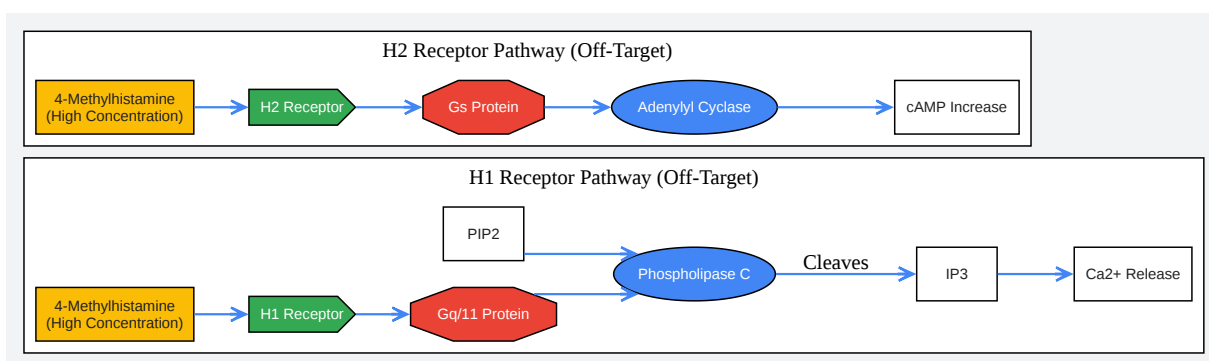 H2 Receptor Pathway (Off-Target)
4-Methylhistamine
(High Concentration)
H2 Receptor
Gs Protein
Adenylyl Cyclase
cAMP Increase
H1 Receptor Pathway (Off-Target)
PIP2
Phospholipase C
Cleaves
IP3
Ca2+ Release
4-Methylhistamine
(High Concentration)
H1 Receptor
Gq/11 Protein